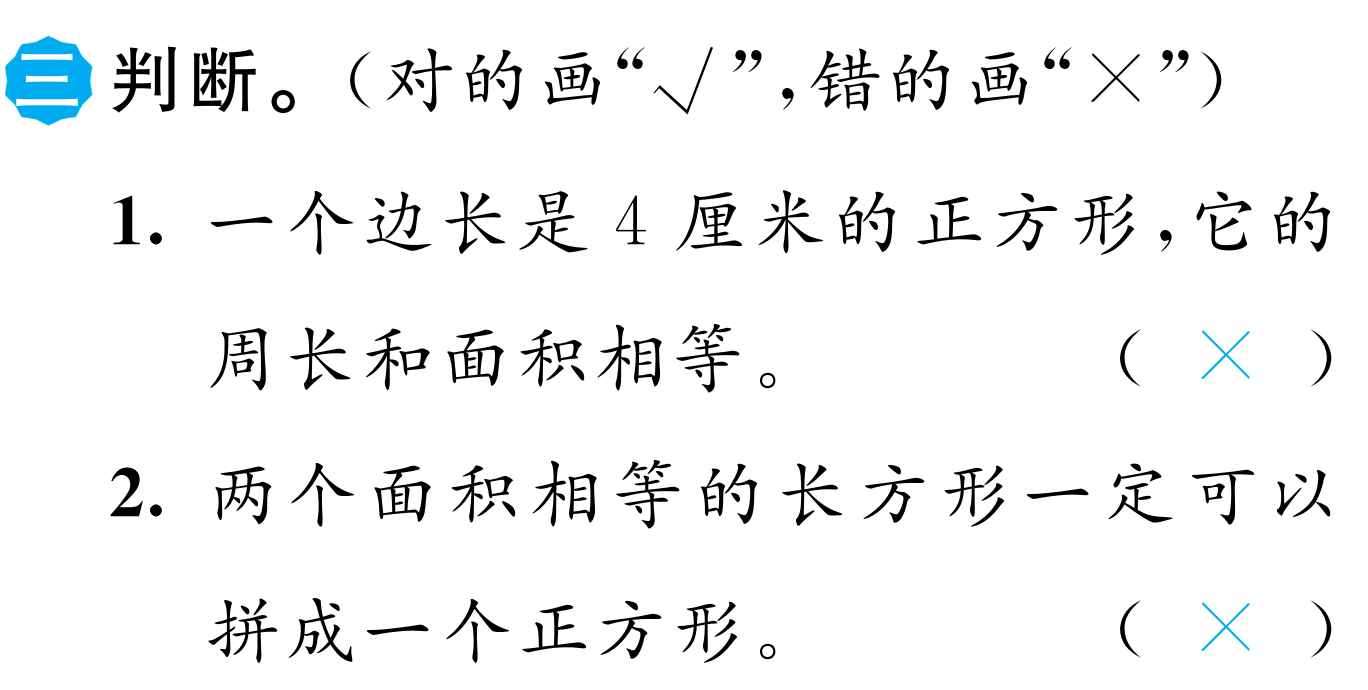 三 判断。（对的画“√”,错的画“×”）
1. 一个边长是 4 厘米的正方形,它的
周长和面积相等。 （ × ）
2. 两个面积相等的长方形一定可以
拼成一个正方形。 （ × ）